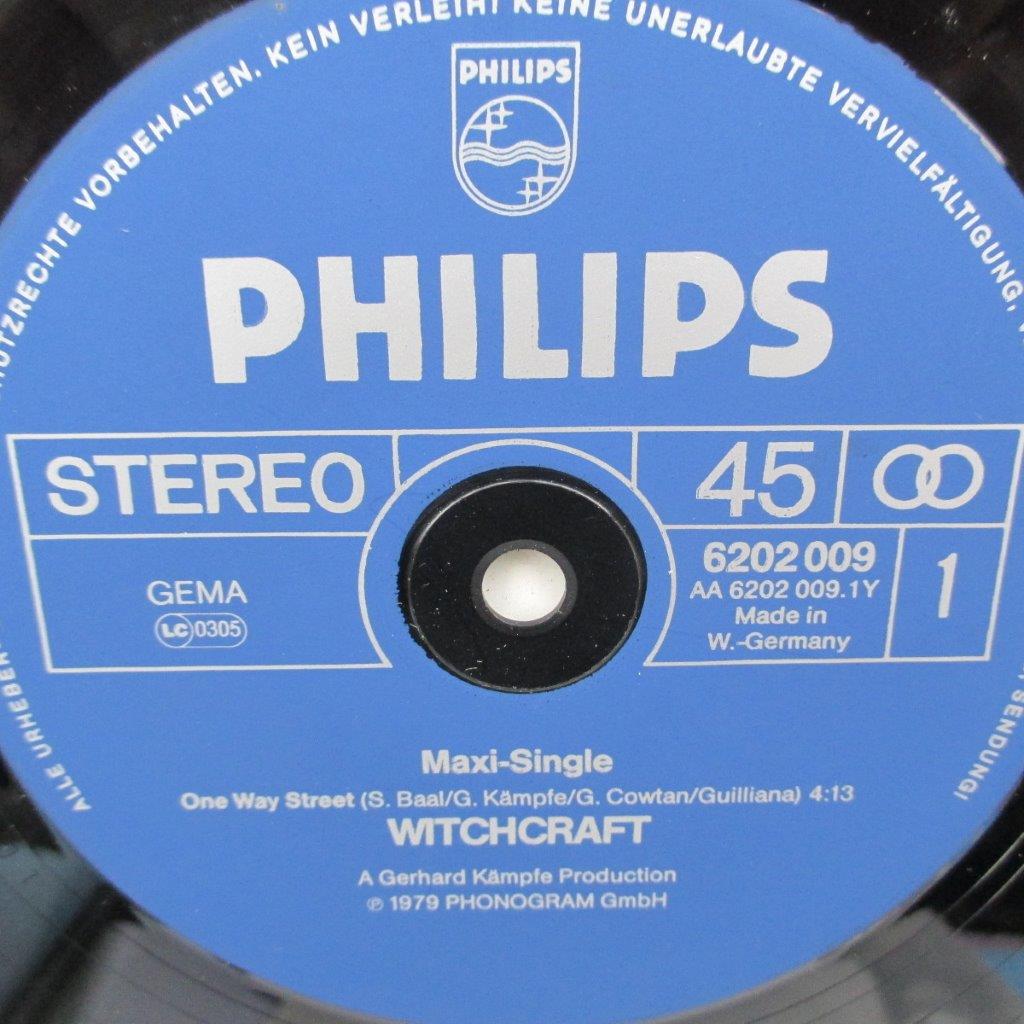 ALLE URHEBER
UTZRECHTE VORBEHALTEN. KEIN VERLEIH! KEINE UNERLAUBTE VERVIELFÄLTIGUNG,
SENDUNG!
PHILIPS
PHILIPS
STEREO
45
GEMA
LC 0305
6202 009
AA 6202 009.1Y
Made in
W.-Germany
1
Maxi-Single
One Way Street (S. Baal/G. Kämpfe/G. Cowtan/Guilliana) 4:13
WITCHCRAFT
A Gerhard Kämpfe Production
℗ 1979 PHONOGRAM GmbH